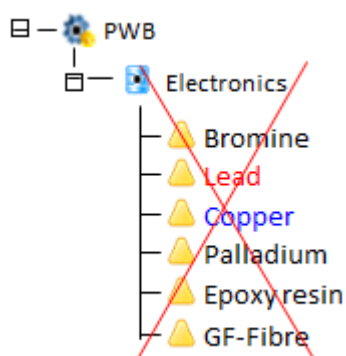 PWB
Electronics
Bromine
Lead
Copper
Palladium
Epoxy resin
GF-Fibre